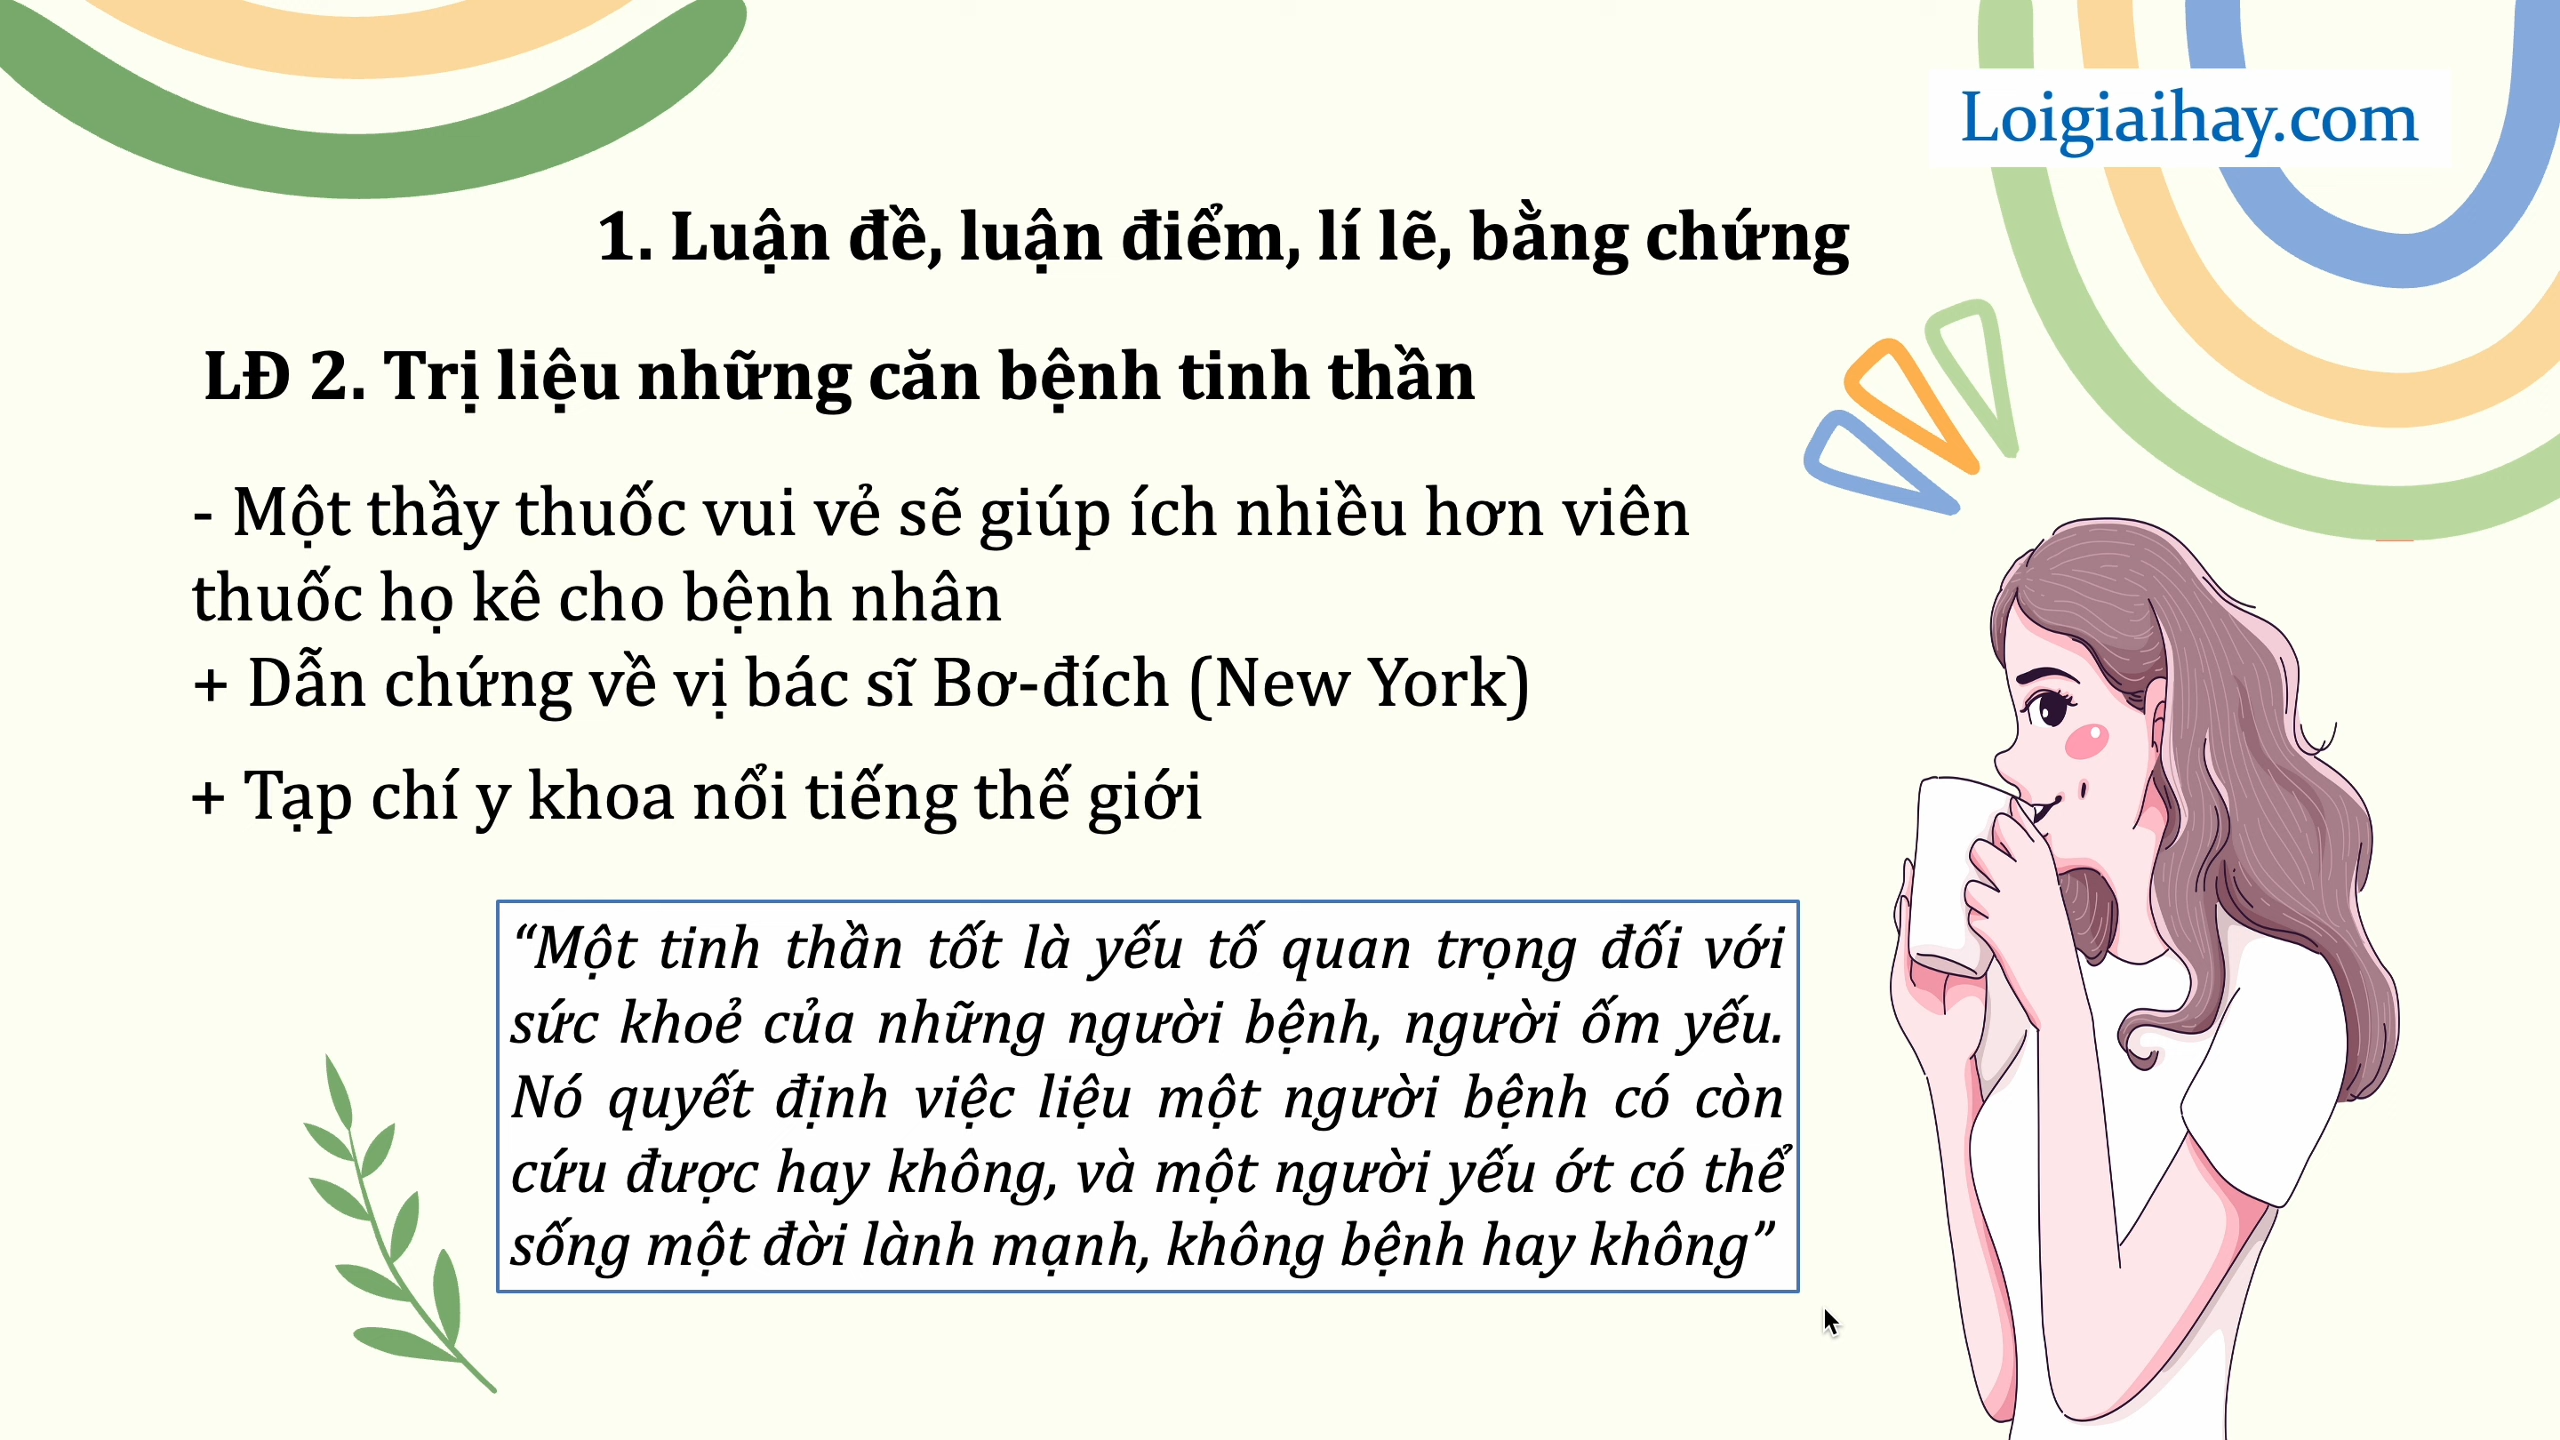 Loigiaihay.com
1. Luận đề, luận điểm, lí lẽ, bằng chứng
LĐ 2. Trị liệu những căn bệnh tinh thần
- Một thầy thuốc vui vẻ sẽ giúp ích nhiều hơn viên
thuốc họ kê cho bệnh nhân
+ Dẫn chứng về vị bác sĩ Bơ-đích (New York)
+ Tạp chí y khoa nổi tiếng thế giới
“Một tinh thần tốt là yếu tố quan trọng đối với
sức khoẻ của những người bệnh, người ốm yếu.
Nó quyết định việc liệu một người bệnh có còn
cứu được hay không, và một người yếu ớt có thể
sống một đời lành mạnh, không bệnh hay không”